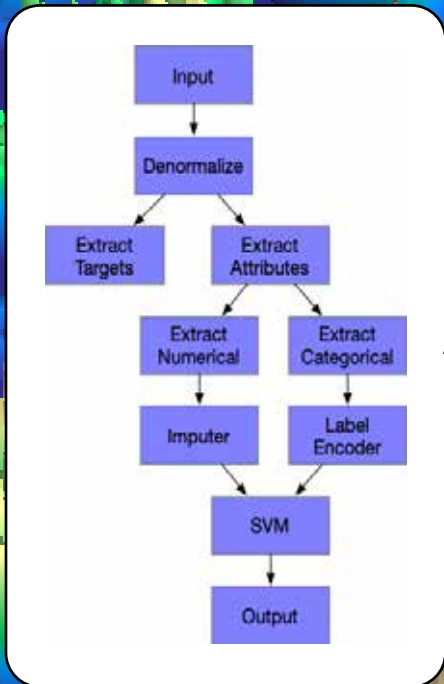 Input
Denormalize
Extract
Targets
Extract
Attributes
Extract
Numerical
Extract
Categorical
Imputer
Label
Encoder
SVM
Output